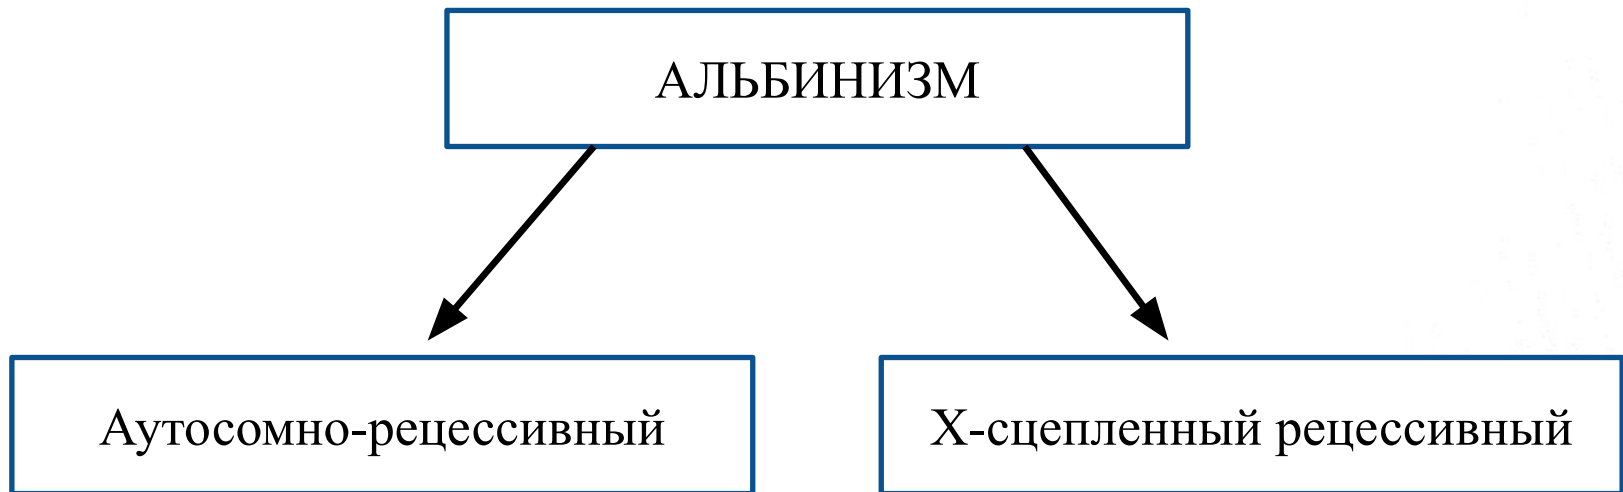 АЛЬБИНИЗМ
Аутосомно-рецессивный
Х-сцепленный рецессивный